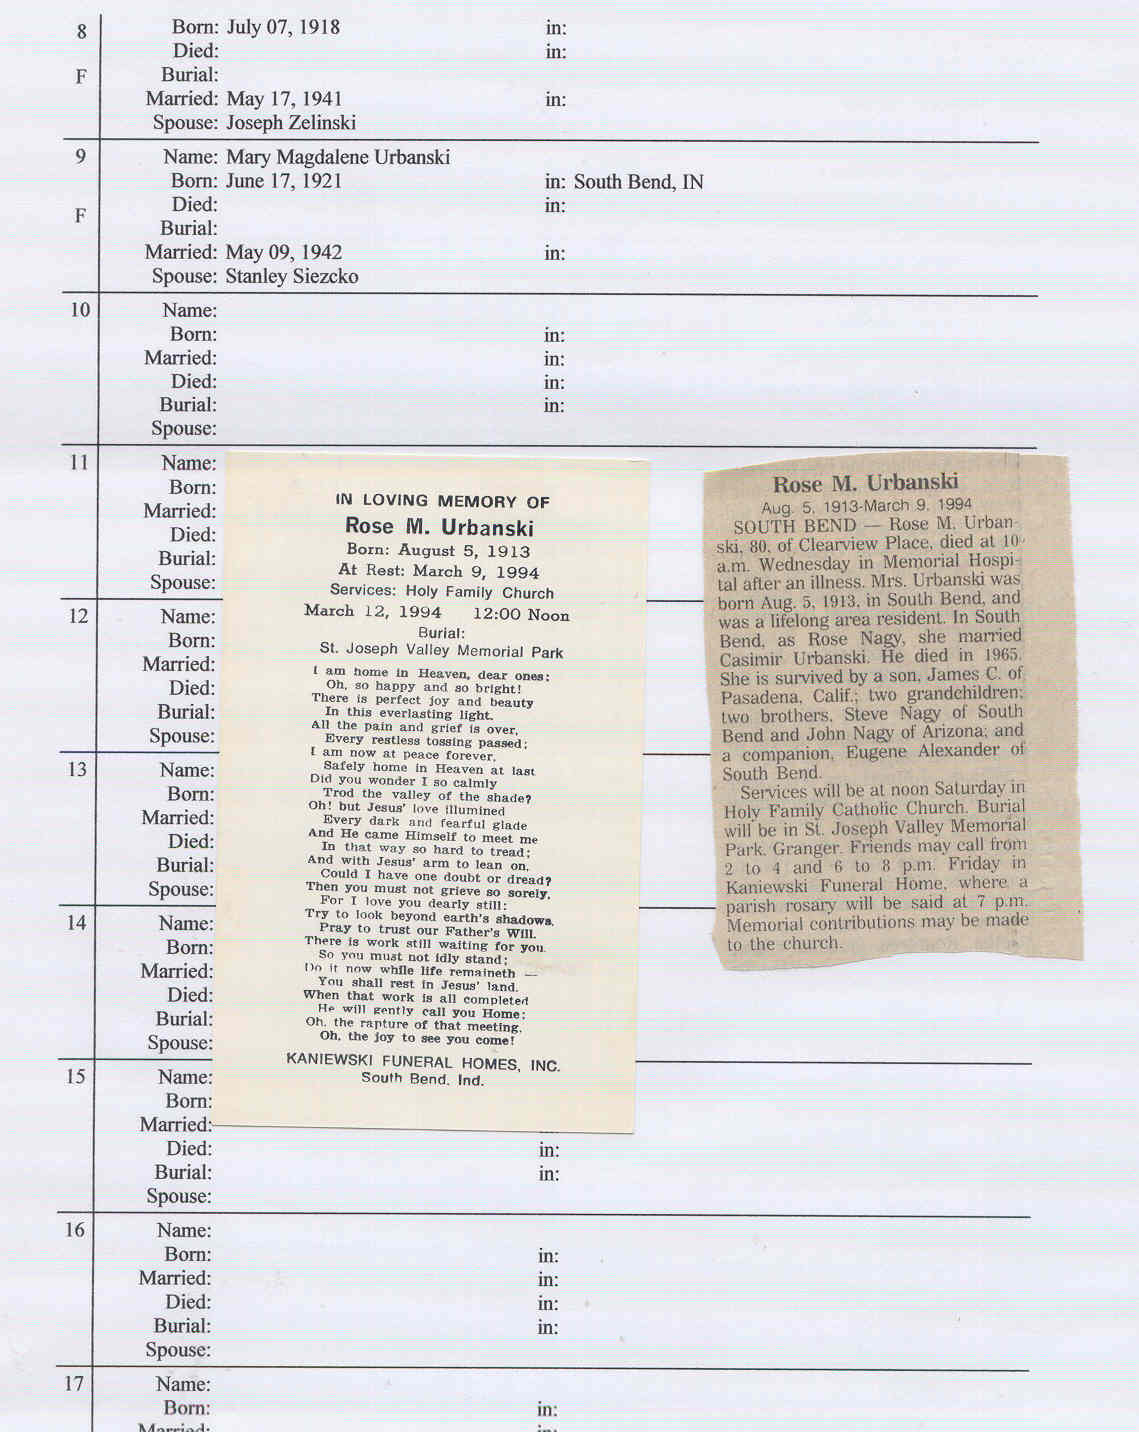 8 Born: July 07, 1918 in:
Died: in:
F Burial:
Married: May 17, 1941 in:
Spouse: Joseph Zelinski
9 Name: Mary Magdalene Urbanski
Born: June 17, 1921 in: South Bend, IN
Died: in:
F
Burial:
Married: May 09, 1942 in:
Spouse: Stanley Siezcko
10 Name:
Born: in:
Married: in:
Died: in:
Burial: in:
Spouse:
11 Name:
Born:
Married:
Died:
Burial:
Spouse:
12 Name:
Born:
Married:
Died:
Burial:
Spouse:
13 Name:
Born:
Married:
Died:
Burial:
Spouse:
14 Name:
Born:
Married:
Died:
Burial:
Spouse:
15 Name:
Born:
Married:
Died: in:
Burial: in:
Spouse:
16 Name:
Born: in:
Married: in:
Died: in:
Burial: in:
Spouse:
17 Name:
Born: in:
Married: in:
IN LOVING MEMORY OF
Rose M. Urbanski
Born: August 5, 1913
At Rest: March 9, 1994
Services: Holy Family Church
March 12, 1994 12:00 Noon
Burial:
St. Joseph Valley Memorial Park
I am home in Heaven, dear ones;
Oh, so happy and so bright!
There is perfect joy and beauty
In this everlasting light.
All the pain and grief is over,
Every restless tossing passed;
I am now at peace forever,
Safely home in Heaven at last
Did you wonder I so calmly
Trod the valley of the shade?
Oh! but Jesus' love illumined
Every dark and fearful glade
And He came Himself to meet me
In that way so hard to tread;
And with Jesus' arm to lean on,
Could I have one doubt or dread?
Then you must not grieve so sorely,
For I love you dearly still:
Try to look beyond earth's shadows,
Pray to trust our Father's Will.
There is work still waiting for you.
So you must not idly stand;
Do it now while life remaineth —
You shall rest in Jesus' land.
When that work is all completed
He will gently call you Home;
Oh, the rapture of that meeting,
Oh, the joy to see you come!
KANIEWSKI FUNERAL HOMES, INC.
South Bend, Ind.
Rose M. Urbanski
Aug. 5, 1913-March 9, 1994
SOUTH BEND — Rose M. Urban-
ski, 80, of Clearview Place, died at 10
a.m. Wednesday in Memorial Hospi-
tal after an illness. Mrs. Urbanski was
born Aug. 5, 1913, in South Bend, and
was a lifelong area resident. In South
Bend, as Rose Nagy, she married
Casimir Urbanski. He died in 1965.
She is survived by a son, James C. of
Pasadena, Calif.; two grandchildren;
two brothers, Steve Nagy of South
Bend and John Nagy of Arizona; and
a companion, Eugene Alexander of
South Bend.
Services will be at noon Saturday in
Holy Family Catholic Church. Burial
will be in St. Joseph Valley Memorial
Park, Granger. Friends may call from
2 to 4 and 6 to 8 p.m. Friday in
Kaniewski Funeral Home, where a
parish rosary will be said at 7 p.m.
Memorial contributions may be made
to the church.